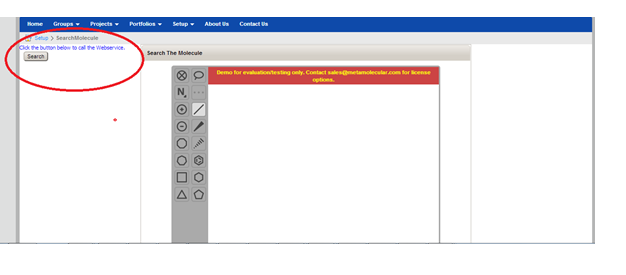 Home Groups Projects Portfolios Setup About Us Contact Us
Setup > SearchMolecule
Click the button below to call the Webservice.
Search
Search The Molecule
Demo for evaluation/testing only. Contact sales@metamolecular.com for license
options.
N